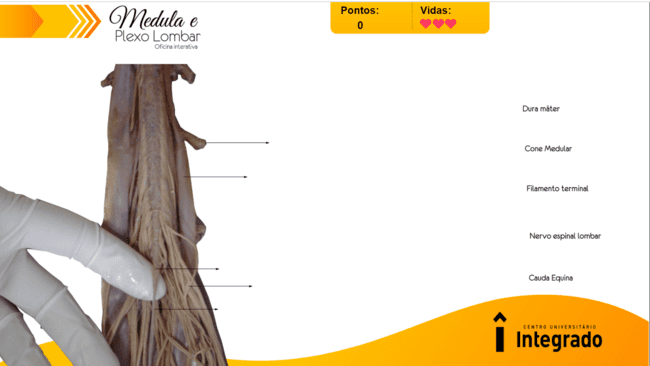 Medula e
Plexo Lombar
Oficina interativa
Pontos:
0
Vidas:
Dura máter
Cone Medular
Filamento terminal
Nervo espinal lombar
Cauda Equina
CENTRO UNIVERSITÁRIO
Integrado